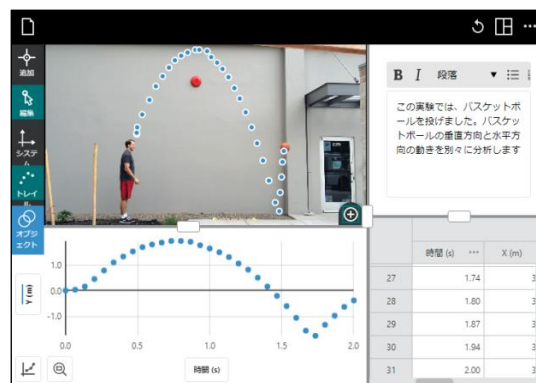 追加
編集
システ
ム
トレイ
オブジ
ェクト
B I 段落
この実験では、バスケットボ
ールを投げました。バスケッ
トボールの垂直方向と水平方
向の動きを別々に分析します
Y (m)
1.0
0.0
-1.0
0.0 0.5 1.0 1.5 2.0
時間 (s)
時間 (s) X (m)
27 1.74 3
28 1.80 3
29 1.87 3
30 1.94 3
31 2.00 3